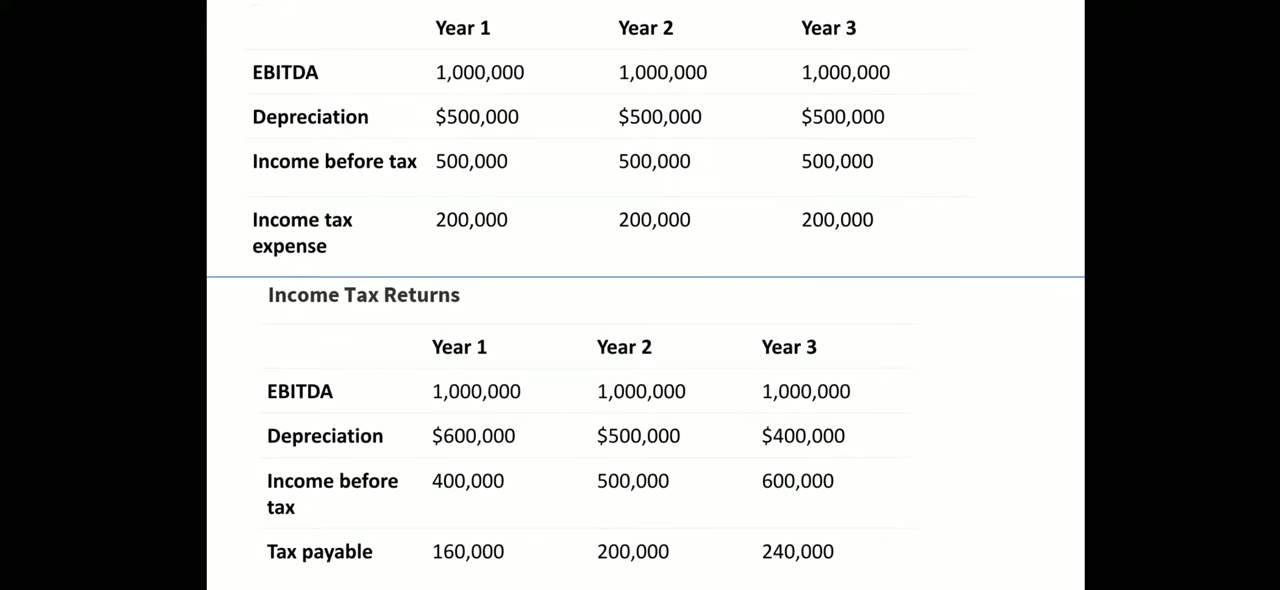 Year 1 Year 2 Year 3
EBITDA 1,000,000 1,000,000 1,000,000
Depreciation $500,000 $500,000 $500,000
Income before tax 500,000 500,000 500,000
Income tax 200,000 200,000 200,000
expense
Income Tax Returns
Year 1 Year 2 Year 3
EBITDA 1,000,000 1,000,000 1,000,000
Depreciation $600,000 $500,000 $400,000
Income before 400,000 500,000 600,000
tax
Tax payable 160,000 200,000 240,000